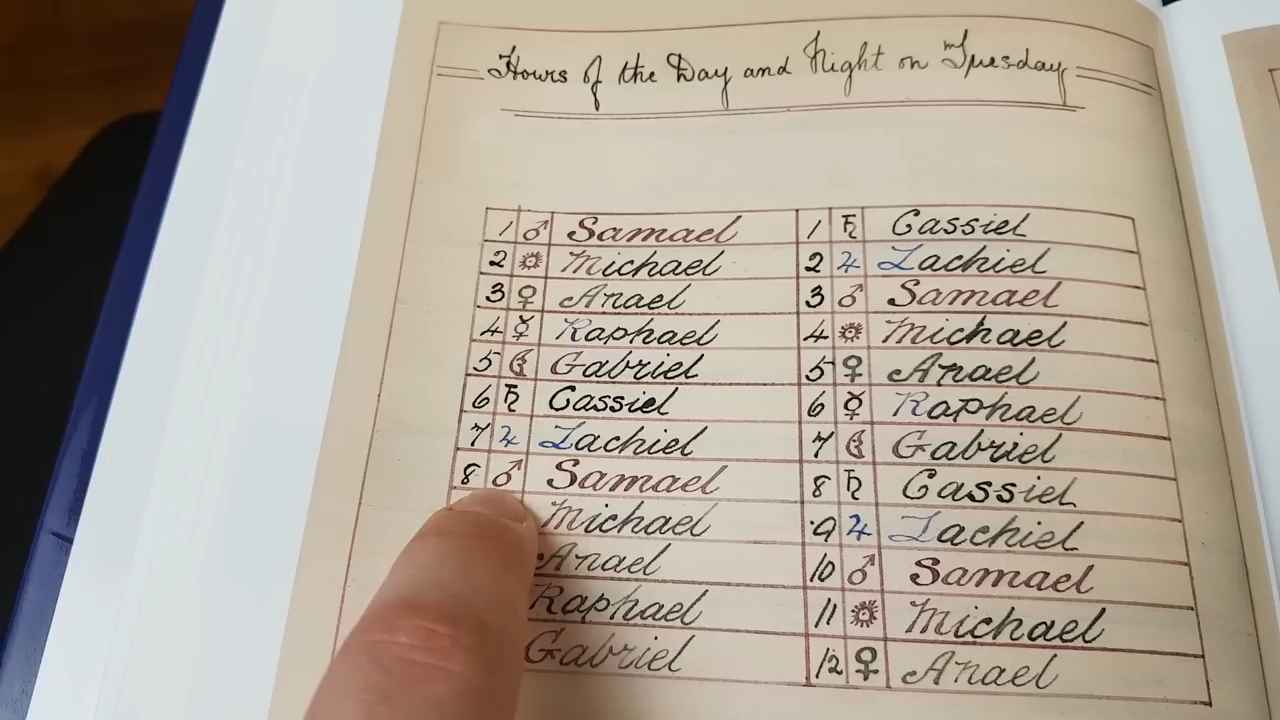 Hours of the Day and Night on Tuesday
1 ♂ Samael 1 ♄ Cassiel
2 ☉ Michael 2 ♃ Zachiel
3 ♀ Anael 3 ♂ Samael
4 ☿ Raphael 4 ☉ Michael
5 ☾ Gabriel 5 ♀ Anael
6 ♄ Cassiel 6 ☿ Raphael
7 ♃ Zachiel 7 ☾ Gabriel
8 ♂ Samael 8 ♄ Cassiel
Michael 9 ♃ Zachiel
Anael 10 ♂ Samael
Raphael 11 ☉ Michael
Gabriel 12 ♀ Anael